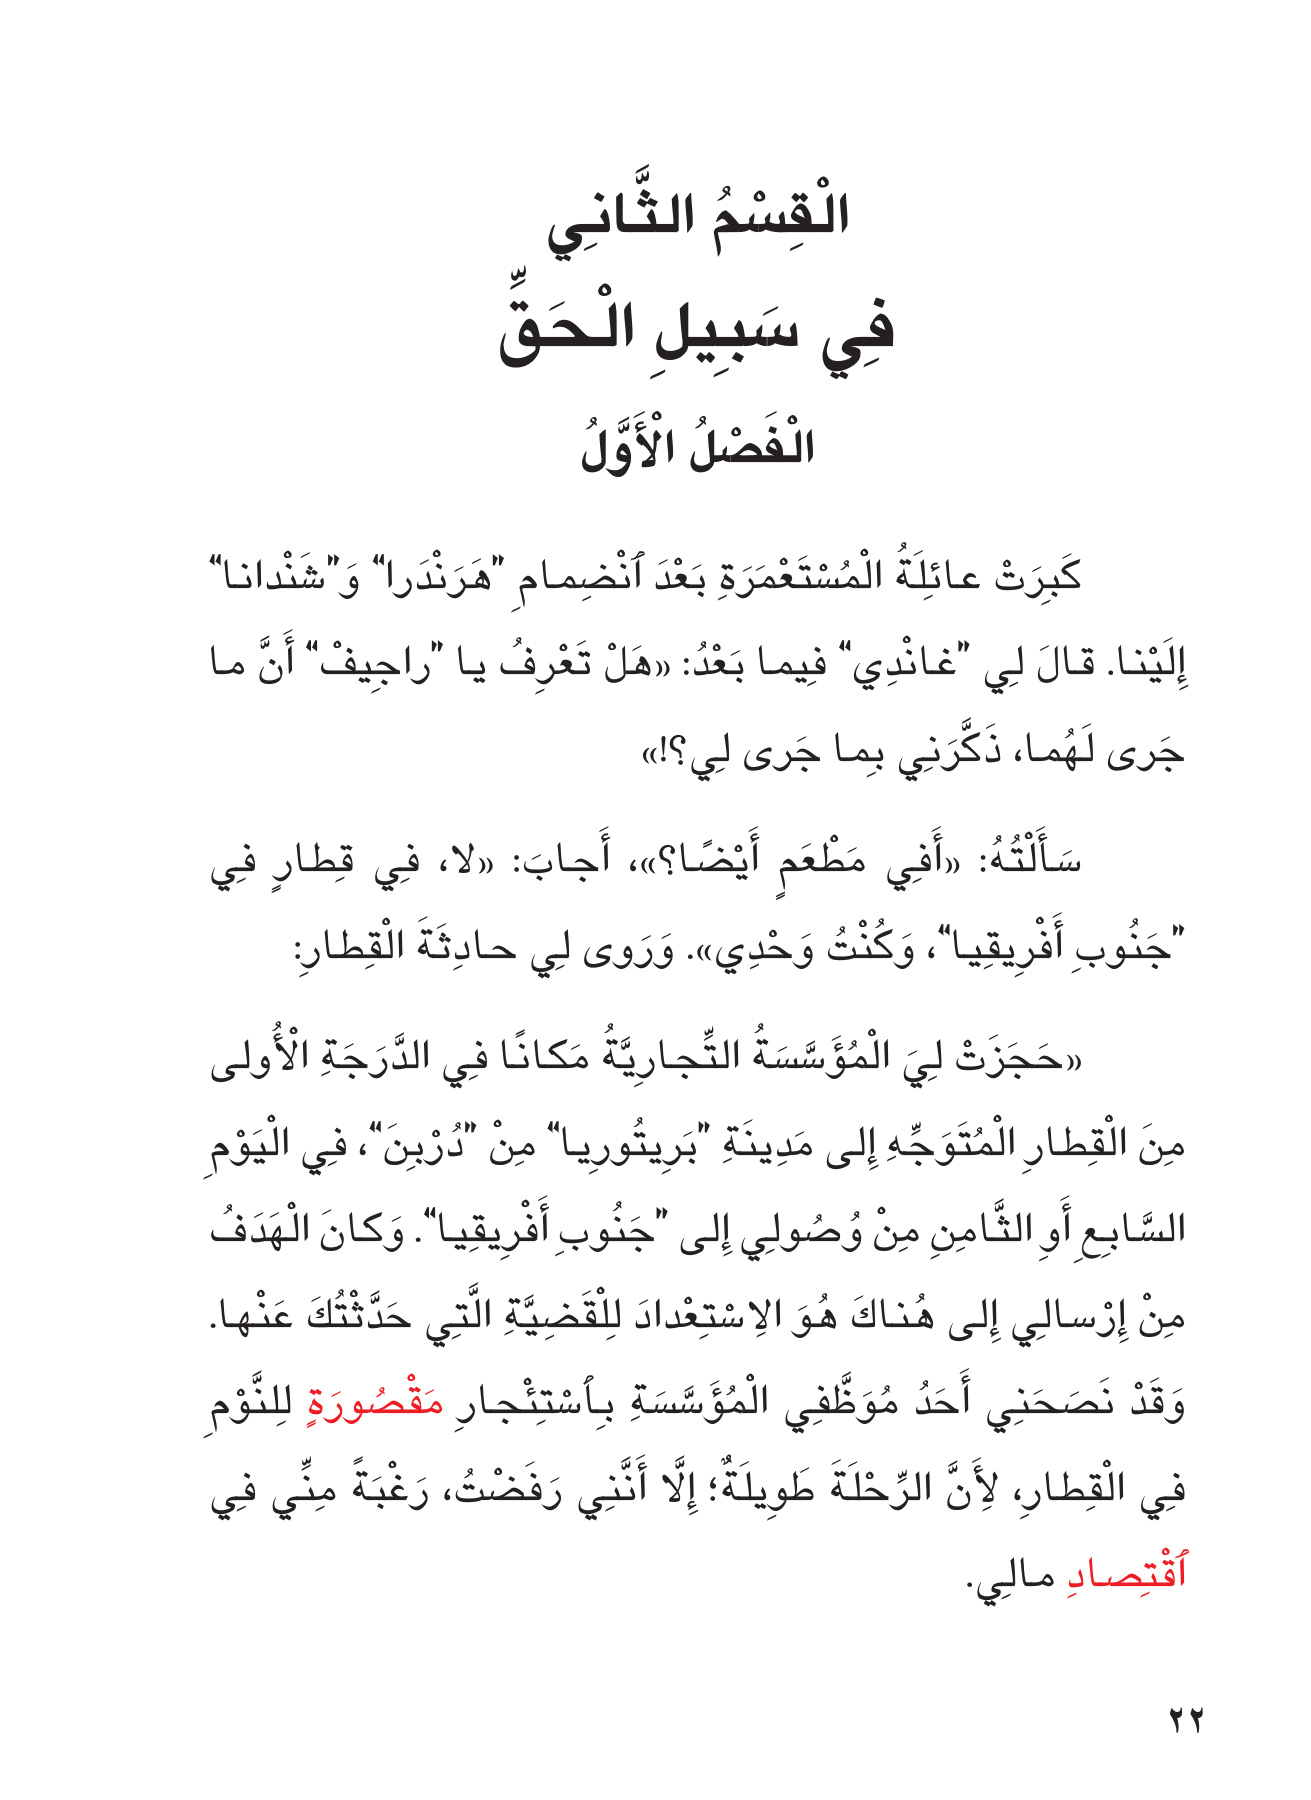 الْقِسْمُ الثَّانِي
فِي سَبِيلِ الْحَقِّ
الْفَصْلُ الْأَوَّلُ
كَبِرَتْ عائِلَةُ الْمُسْتَعْمَرَةِ بَعْدَ ٱنْضِمامِ "هَرَنْدَرا" وَ"شَنْدانا"
إِلَيْنا. قالَ لِي "غانْدِي" فِيما بَعْدُ: «هَلْ تَعْرِفُ يا "راجِيفْ" أَنَّ ما
جَرى لَهُما، ذَكَّرَنِي بِما جَرى لِي؟!»
سَأَلْتُهُ: «أَفِي مَطْعَمٍ أَيْضًا؟»، أَجابَ: «لا، فِي قِطارٍ فِي
"جَنُوبِ أَفْرِيقِيا"، وَكُنْتُ وَحْدِي». وَرَوى لِي حادِثَةَ الْقِطارِ:
«حَجَزَتْ لِيَ الْمُؤَسَّسَةُ التِّجارِيَّةُ مَكانًا فِي الدَّرَجَةِ الْأُولى
مِنَ الْقِطارِ الْمُتَوَجِّهِ إِلى مَدِينَةِ "بَرِيتُورِيا" مِنْ "دُرْبِنَ"، فِي الْيَوْمِ
السَّابِعِ أَوِ الثَّامِنِ مِنْ وُصُولِي إِلى "جَنُوبِ أَفْرِيقِيا". وَكانَ الْهَدَفُ
مِنْ إِرْسالِي إِلى هُناكَ هُوَ الاِسْتِعْدادَ لِلْقَضِيَّةِ الَّتِي حَدَّثْتُكَ عَنْها.
وَقَدْ نَصَحَنِي أَحَدُ مُوَظَّفِي الْمُؤَسَّسَةِ بِٱسْتِئْجارِ مَقْصُورَةٍ لِلنَّوْمِ
فِي الْقِطارِ، لِأَنَّ الرِّحْلَةَ طَوِيلَةٌ؛ إِلَّا أَنَّنِي رَفَضْتُ، رَغْبَةً مِنِّي فِي
ٱقْتِصادِ مالِي.
٢٢